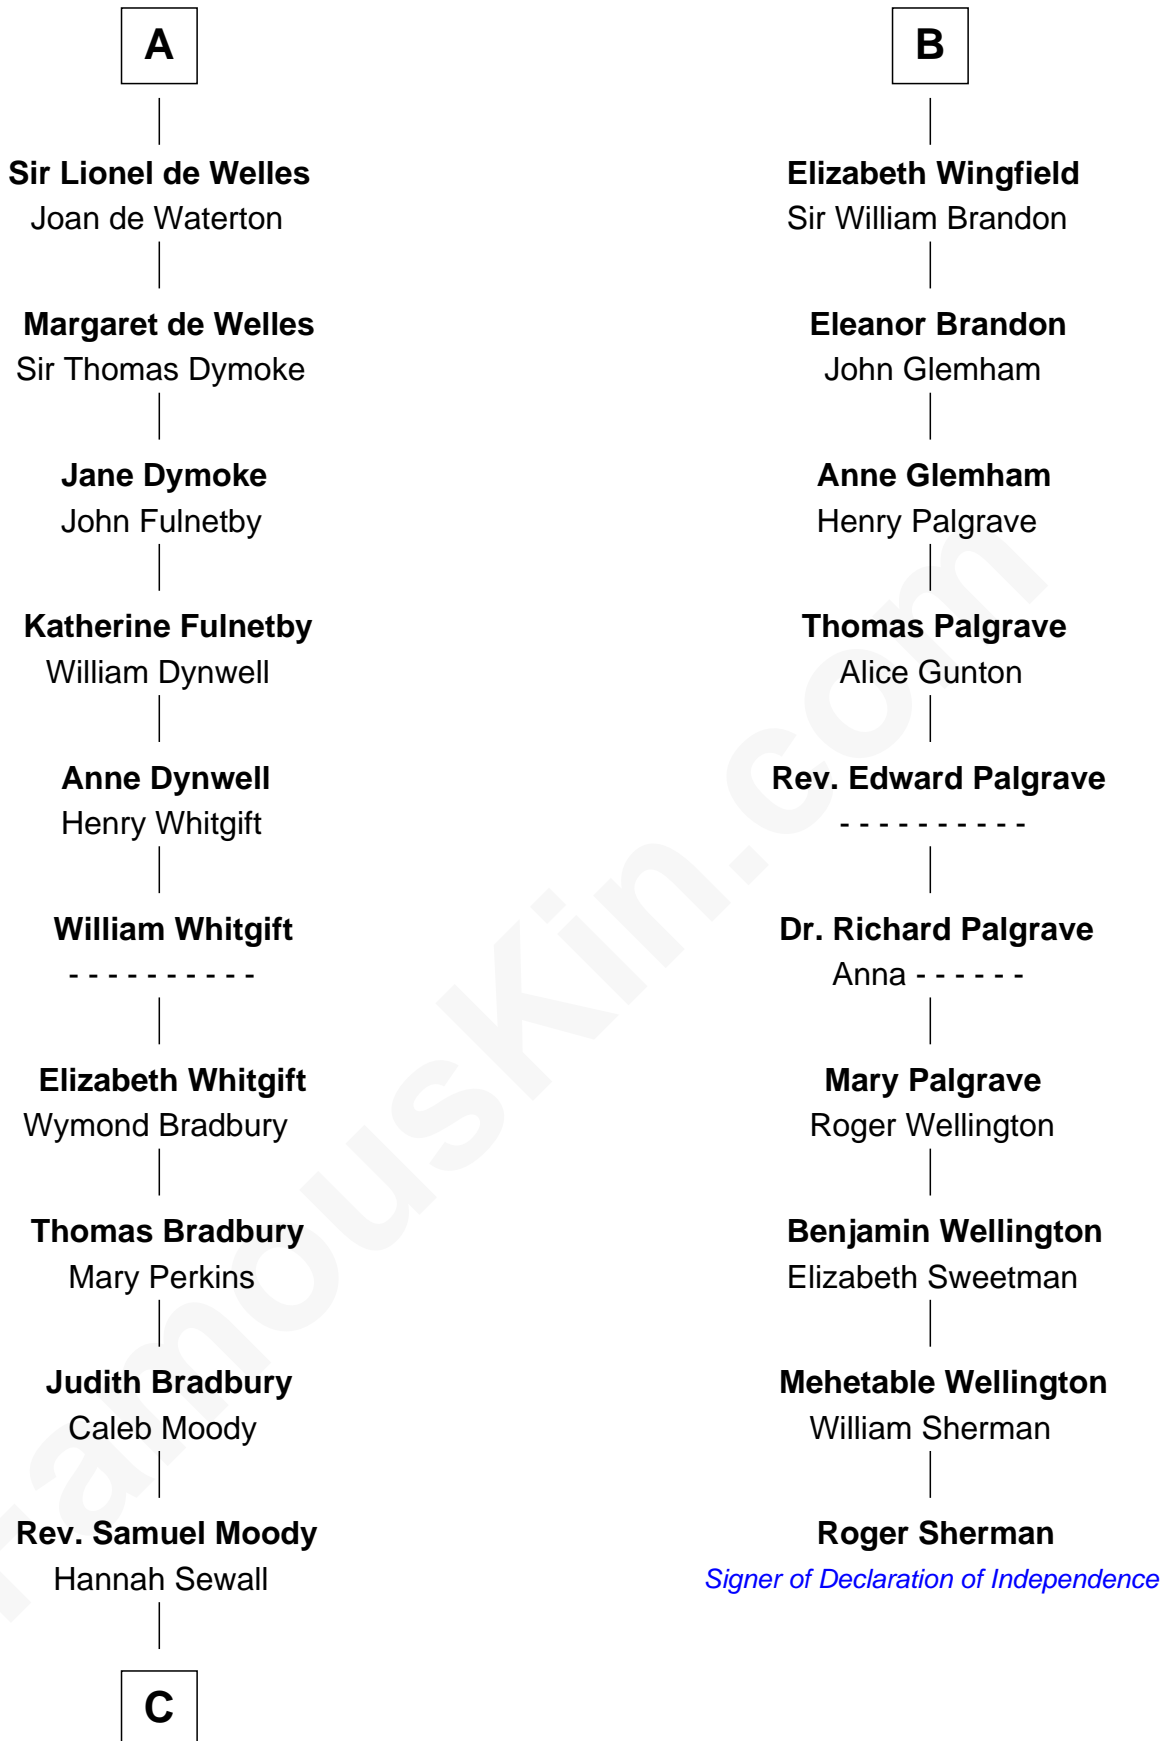 A
Sir Lionel de Welles
Joan de Waterton
Margaret de Welles
Sir Thomas Dymoke
Jane Dymoke
John Fulnetby
Katherine Fulnetby
William Dynwell
Anne Dynwell
Henry Whitgift
William Whitgift
- - - - - - - - - -
Elizabeth Whitgift
Wymond Bradbury
Thomas Bradbury
Mary Perkins
Judith Bradbury
Caleb Moody
Rev. Samuel Moody
Hannah Sewall
C
B
Elizabeth Wingfield
Sir William Brandon
Eleanor Brandon
John Glemham
Anne Glemham
Henry Palgrave
Thomas Palgrave
Alice Gunton
Rev. Edward Palgrave
- - - - - - - - - -
Dr. Richard Palgrave
Anna - - - - - -
Mary Palgrave
Roger Wellington
Benjamin Wellington
Elizabeth Sweetman
Mehetable Wellington
William Sherman
Roger Sherman
Signer of Declaration of Independence
FamousKin.com